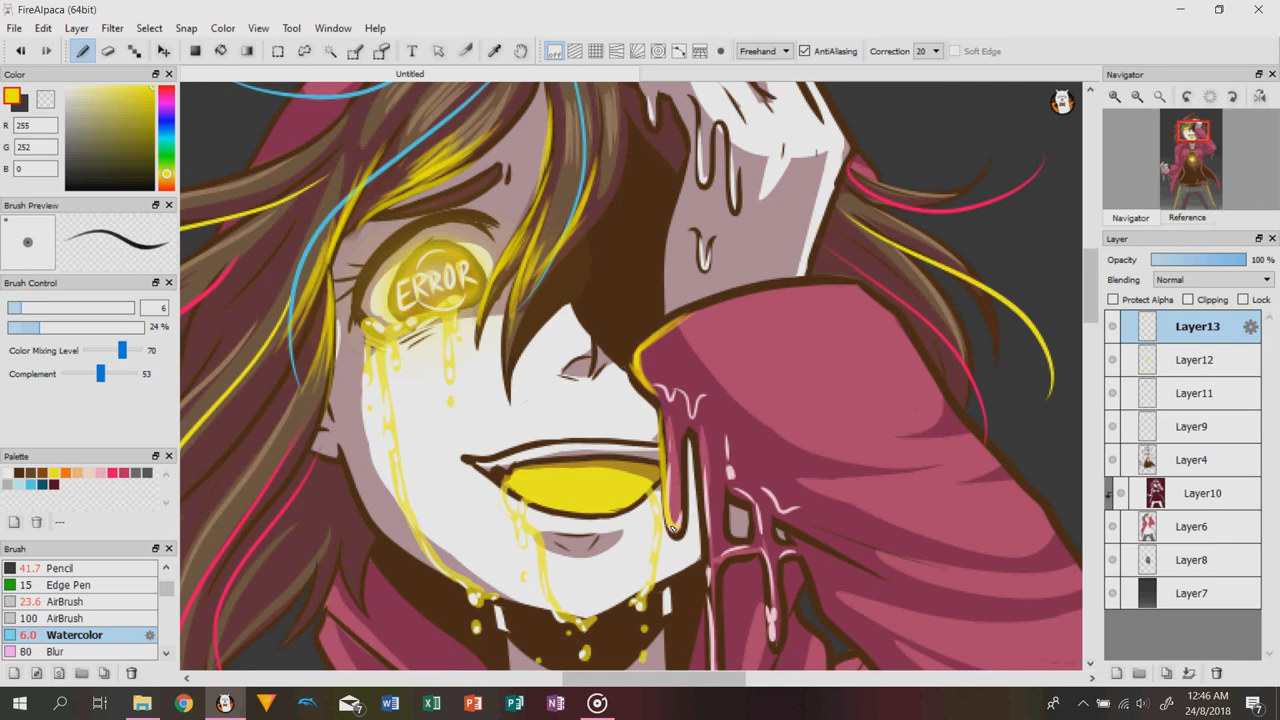 FireAlpaca (64bit)
File Edit Layer Filter Select Snap Color View Tool Window Help
off Freehand AntiAliasing Correction 20 Soft Edge
Color
Untitled
Navigator
R 255
G 252
B 0
Brush Preview
Navigator Reference
Layer
Opacity 100 %
Blending Normal
Protect Alpha Clipping Lock
Brush Control
6
24 %
Color Mixing Level 70
Complement 53
ERROR
Layer13
Layer12
Layer11
Layer9
Layer4
Layer10
Layer6
Layer8
Layer7
Palette
---
Brush
41.7 Pencil
15 Edge Pen
23.6 AirBrush
100 AirBrush
6.0 Watercolor
80 Blur
7
12:46 AM
24/8/2018